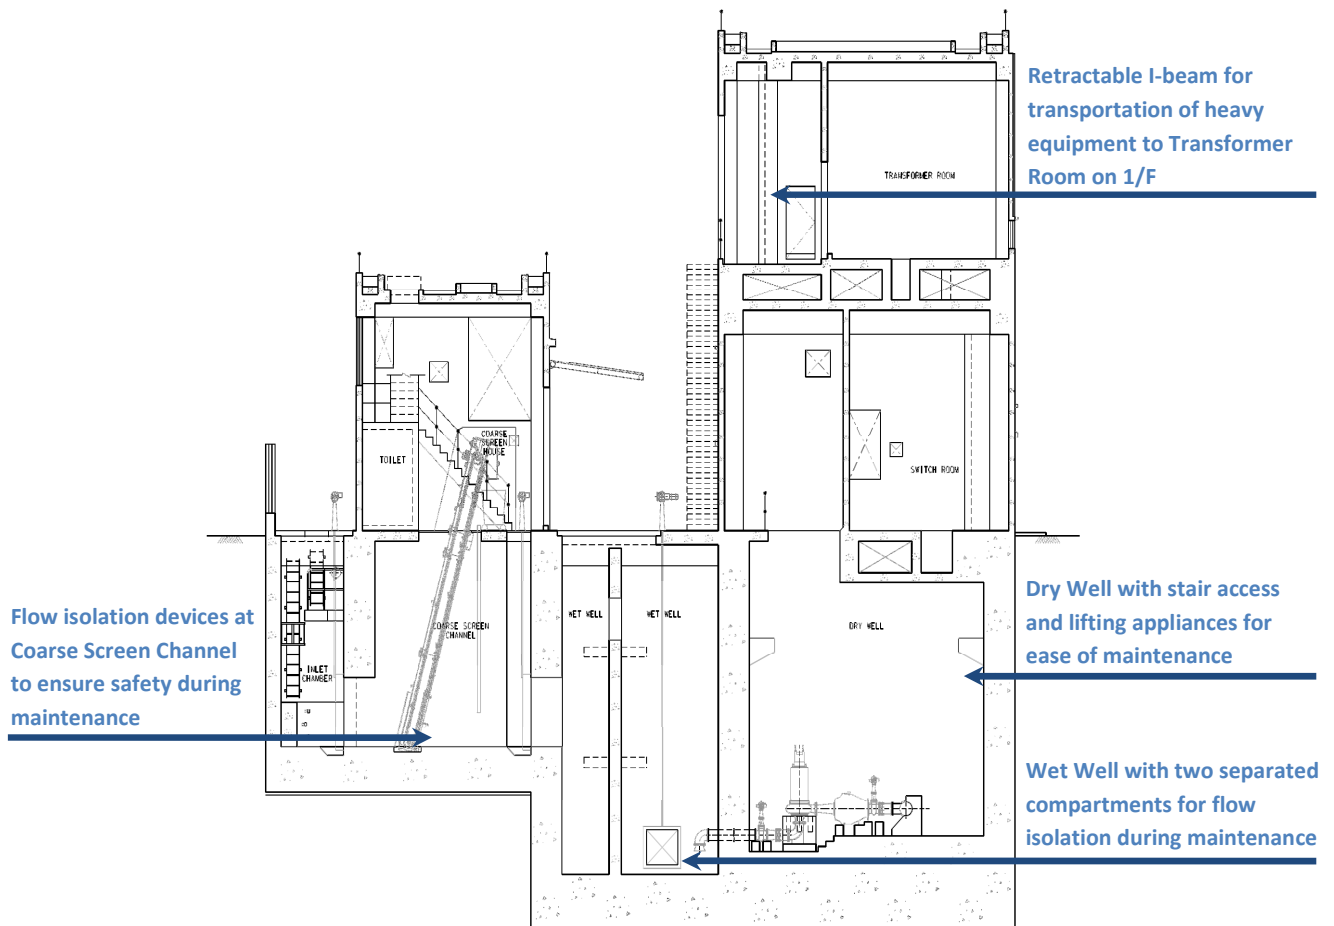 Retractable I-beam for
transportation of heavy
equipment to Transformer
Room on 1/F
TRANSFORMER ROOM
COARSE
SCREEN
HOUSE
TOILET
SWITCH ROOM
Flow isolation devices at
Coarse Screen Channel
to ensure safety during
maintenance
COARSE SCREEN
CHANNEL
INLET
CHAMBER
WET WELL
WET WELL
DRY WELL
Dry Well with stair access
and lifting appliances for
ease of maintenance
Wet Well with two separated
compartments for flow
isolation during maintenance